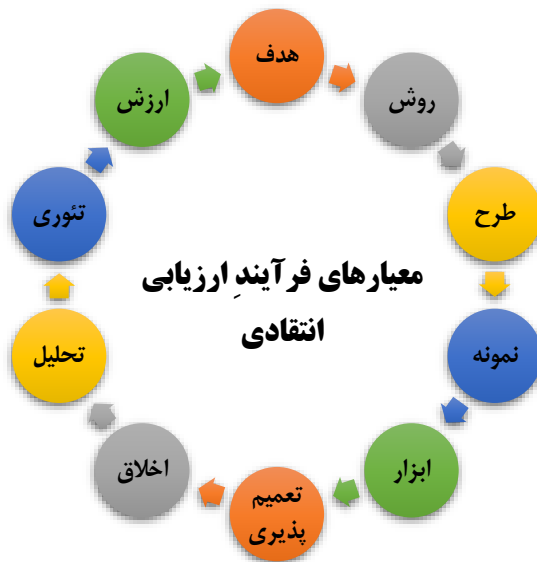 هدف
روش
طرح
نمونه
ابزار
تعمیم
پذیری
اخلاق
تحلیل
تئوری
ارزش
معیارهای فرآیندِ ارزیابی
انتقادی